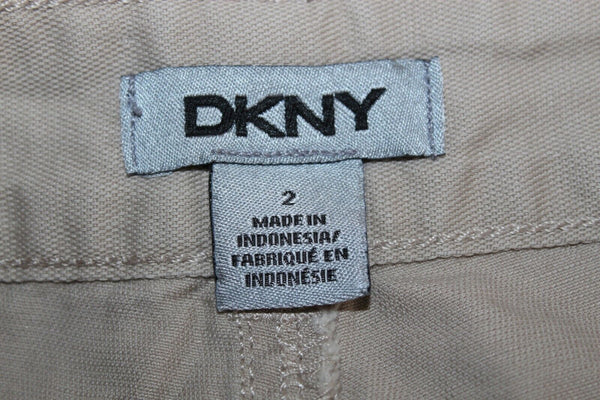 DKNY
2
MADE IN
INDONESIA/
FABRIQUÉ EN
INDONÉSIE